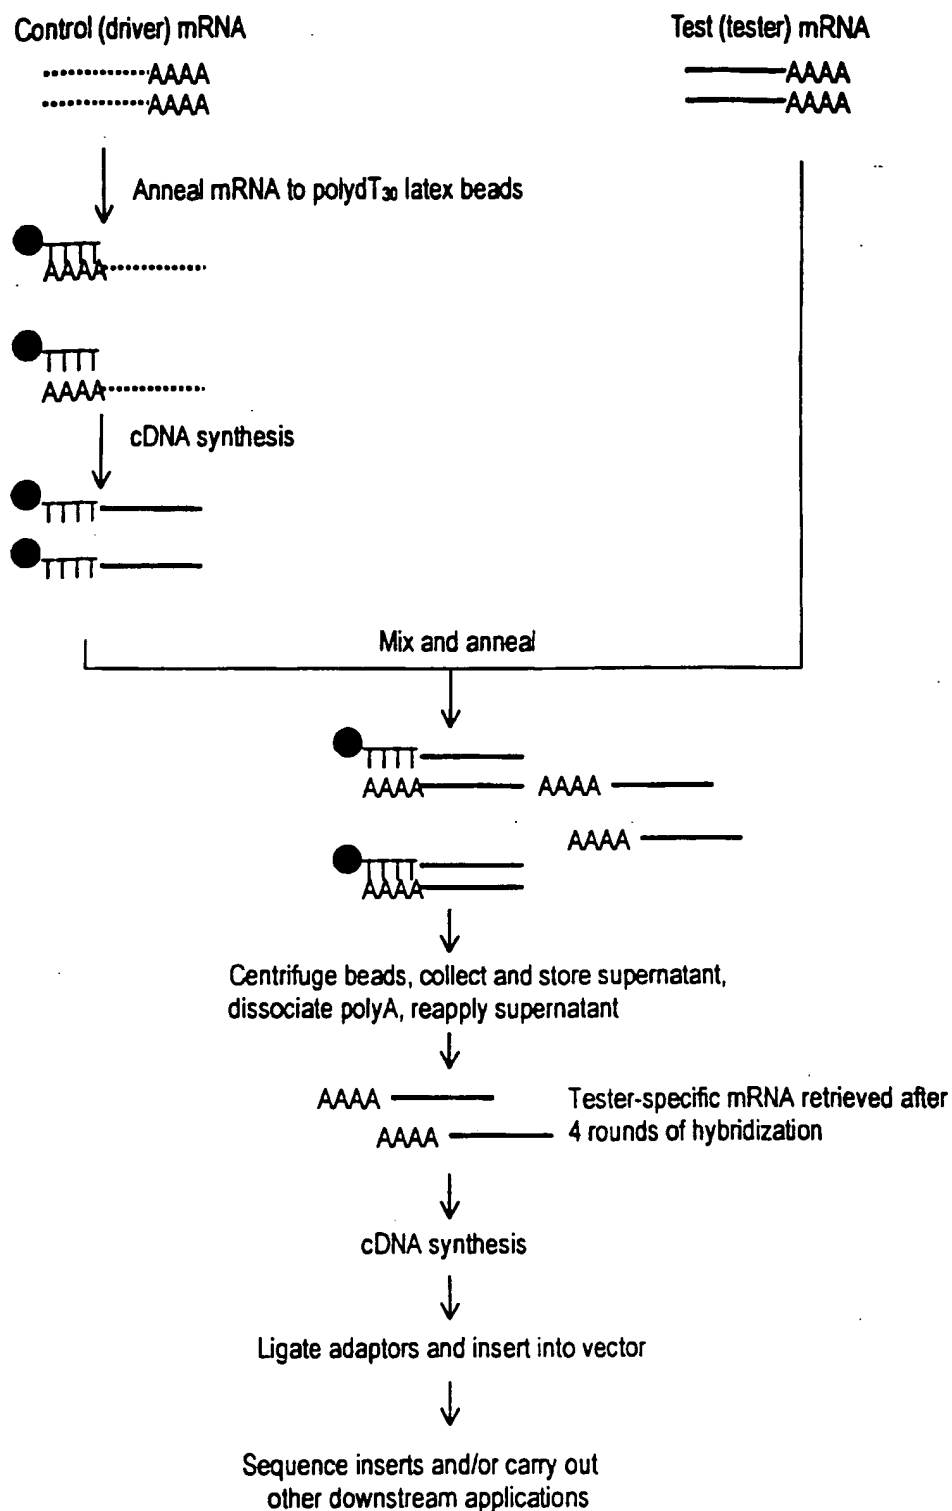 Control (driver) mRNA
Test (tester) mRNA
AAAA
AAAA
AAAA
AAAA
Anneal mRNA to polydT30 latex beads
TTTT
AAAA
TTTT
AAAA
cDNA synthesis
TTTT
TTTT
Mix and anneal
TTTT
AAAA
AAAA
AAAA
TTTT
AAAA
Centrifuge beads, collect and store supernatant,
dissociate polyA, reapply supernatant
AAAA
AAAA
Tester-specific mRNA retrieved after
4 rounds of hybridization
cDNA synthesis
Ligate adaptors and insert into vector
Sequence inserts and/or carry out
other downstream applications